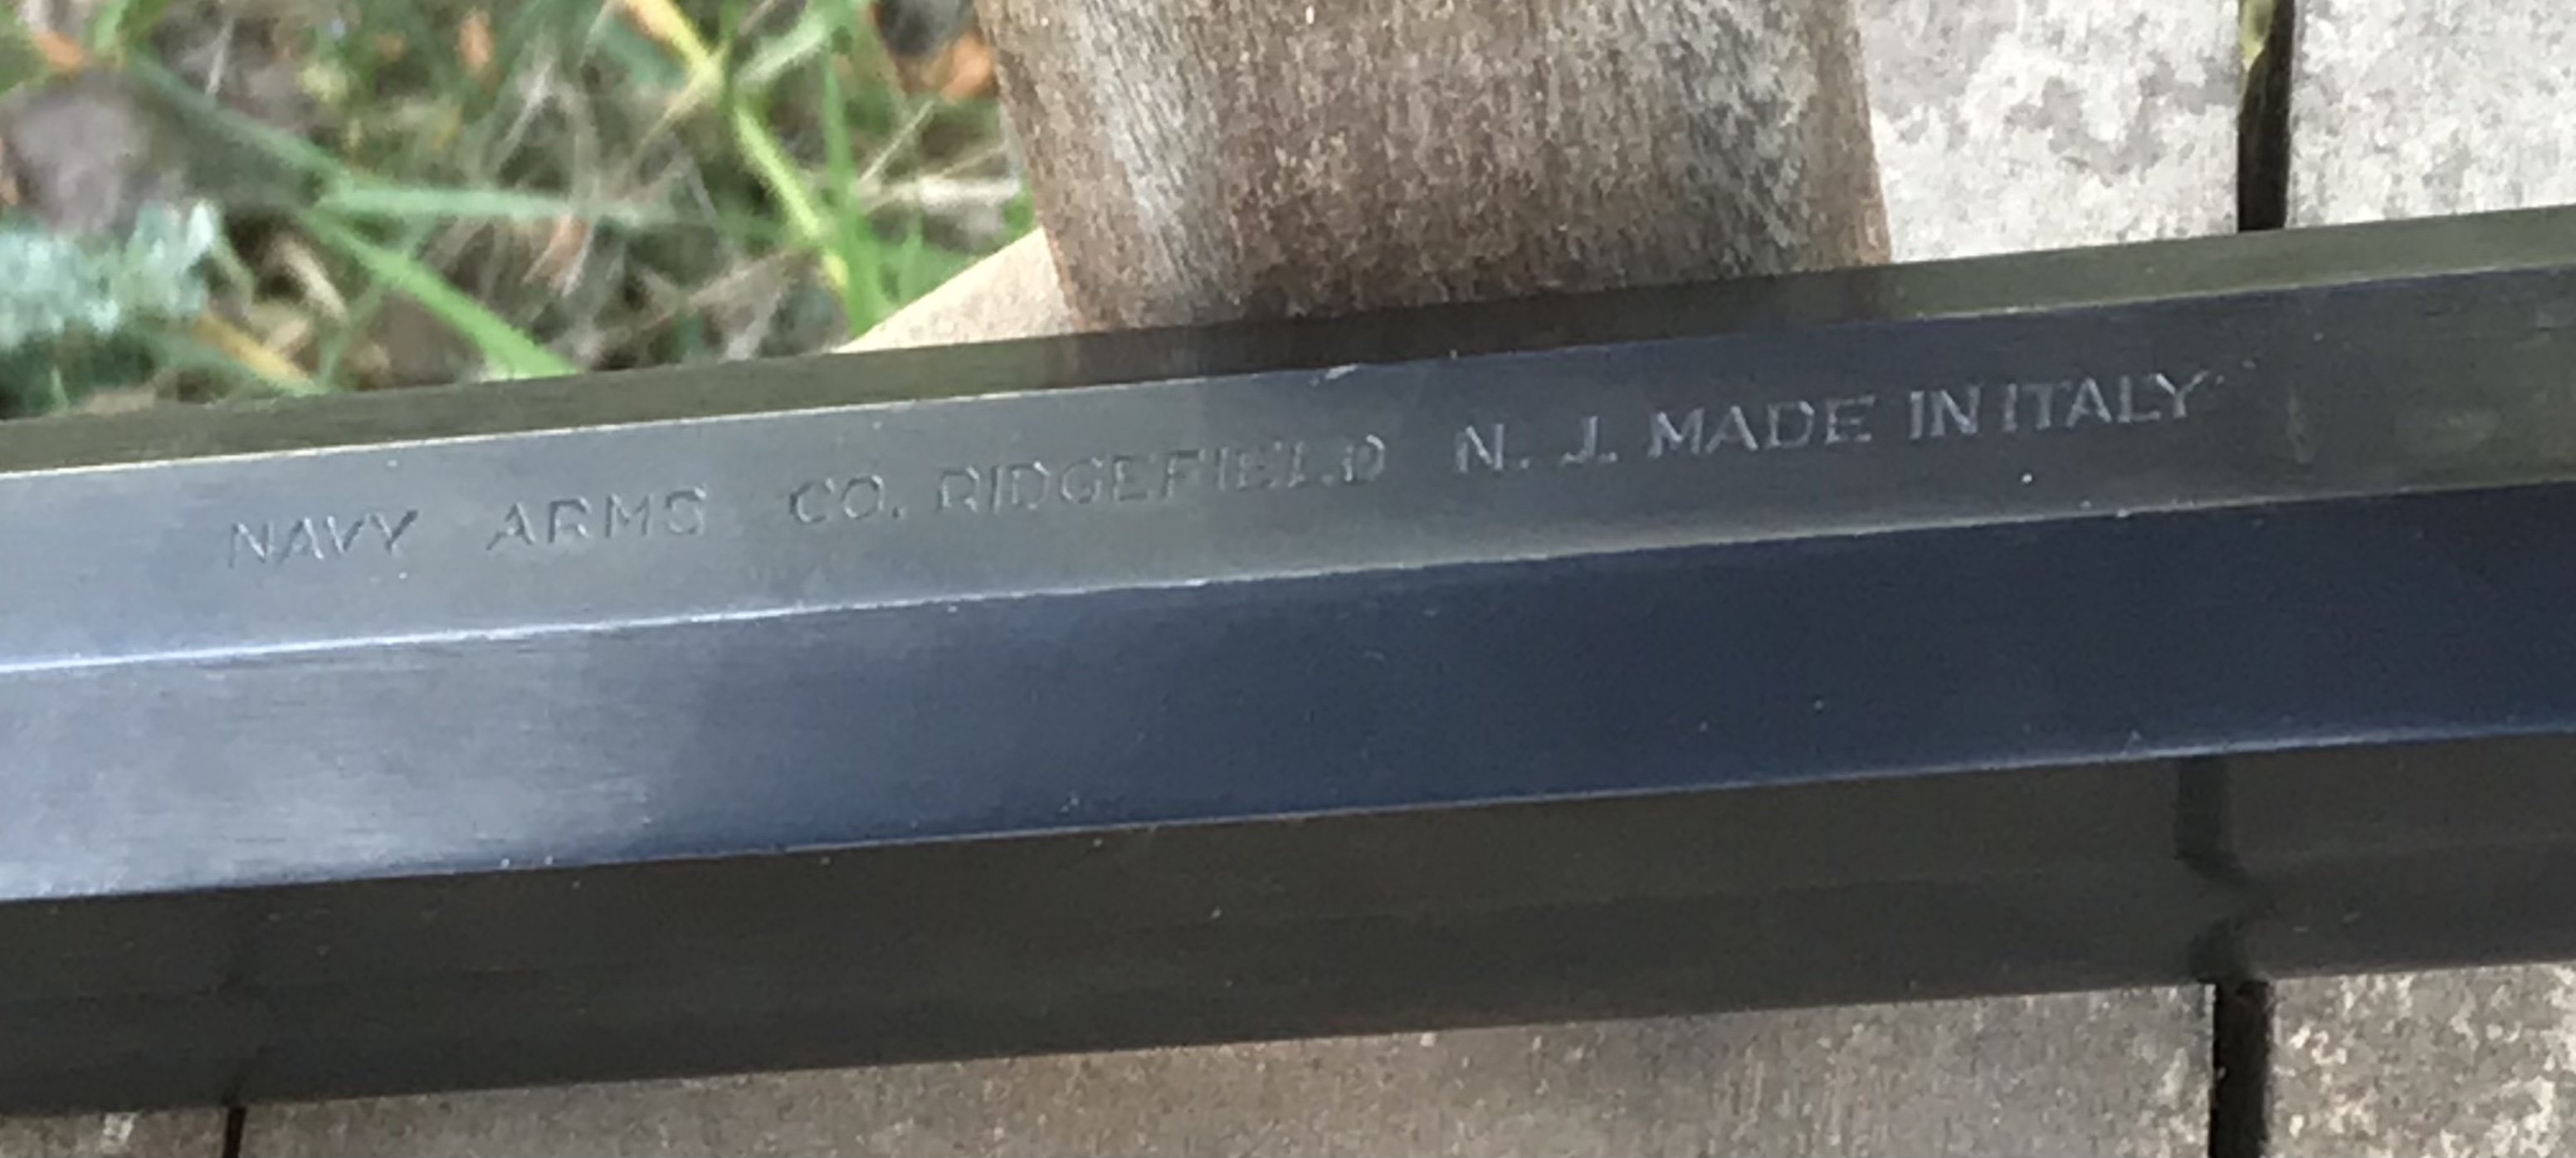 NAVY ARMS CO. RIDGEFIELD N. J. MADE IN ITALY